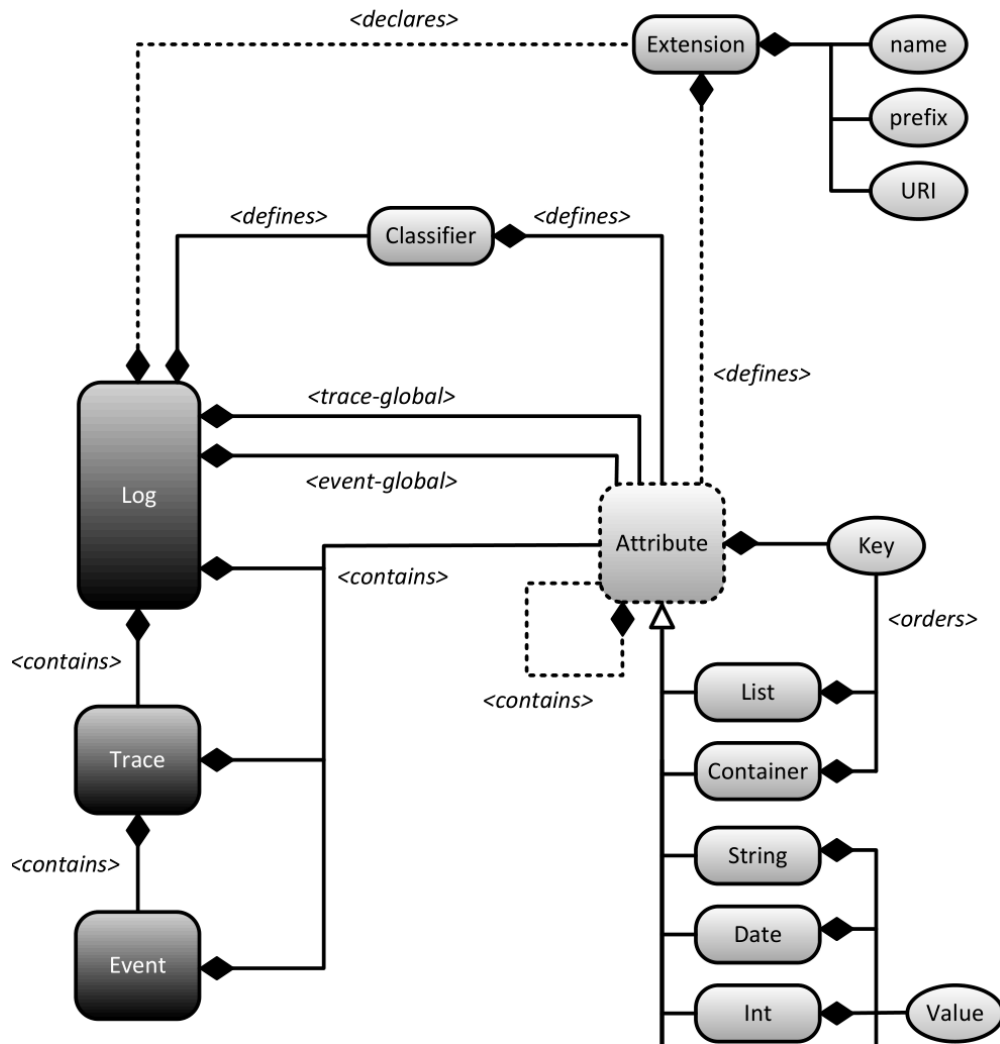 <declares>
Extension
name
prefix
URI
<defines>
Classifier
<defines>
<trace-global>
<defines>
<event-global>
Log
Attribute
Key
<contains>
<orders>
<contains>
<contains>
List
Trace
Container
<contains>
String
Date
Event
Int
Value